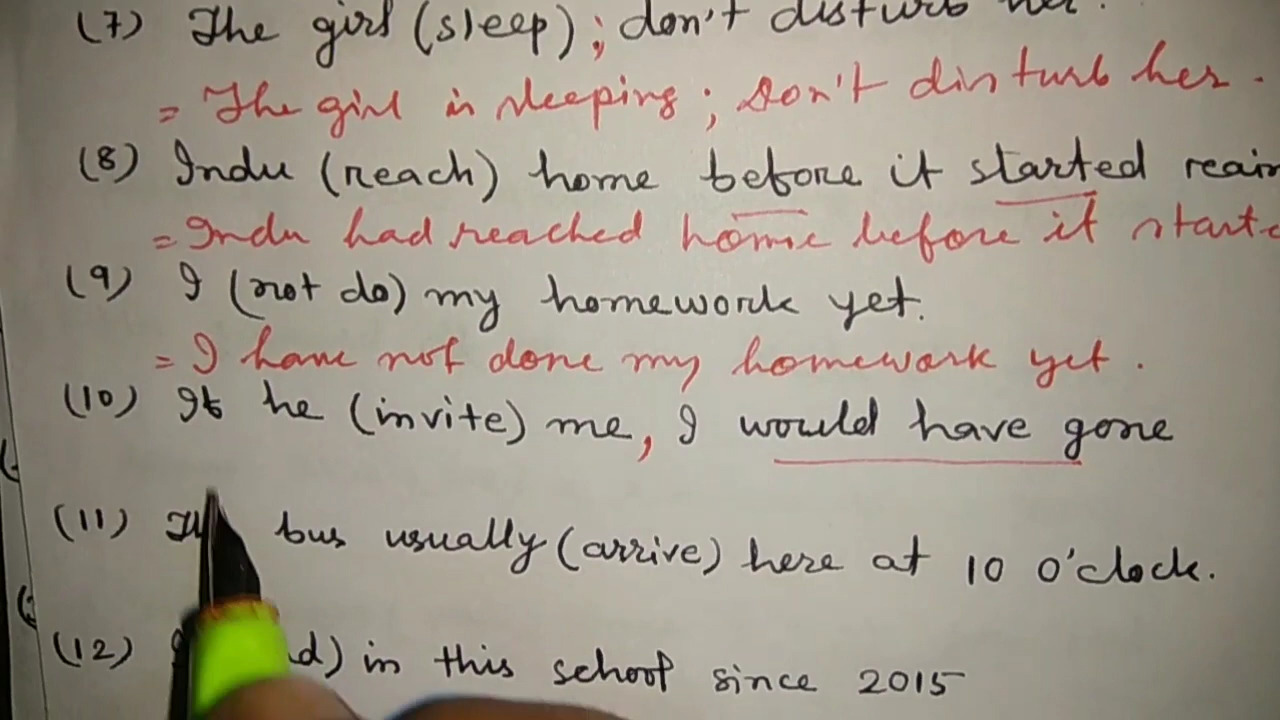 (7) The girl (sleep); don't disturb her.
= The girl is sleeping; Don't disturb her.
(8) Indu (reach) home before it started
= Indu had reached home before it
(9) I (not do) my homework yet.
= I have not done my homework yet.
(10) If he (invite) me, I would have gone
(11) bus usually (arrive) here at 10 O'clock.
(12) in this school since 2015